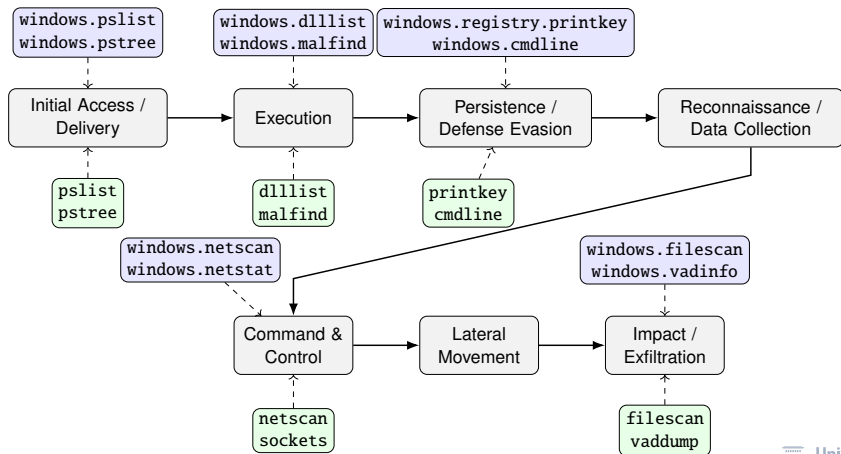 windows.pslist
windows.pstree
windows.dlllist
windows.malfind
windows.registry.printkey
windows.cmdline
Initial Access /
Delivery
Execution
Persistence /
Defense Evasion
Reconnaissance /
Data Collection
pslist
pstree
dlllist
malfind
printkey
cmdline
windows.netscan
windows.netstat
windows.filescan
windows.vadinfo
Command &
Control
Lateral
Movement
Impact /
Exfiltration
netscan
sockets
filescan
vaddump